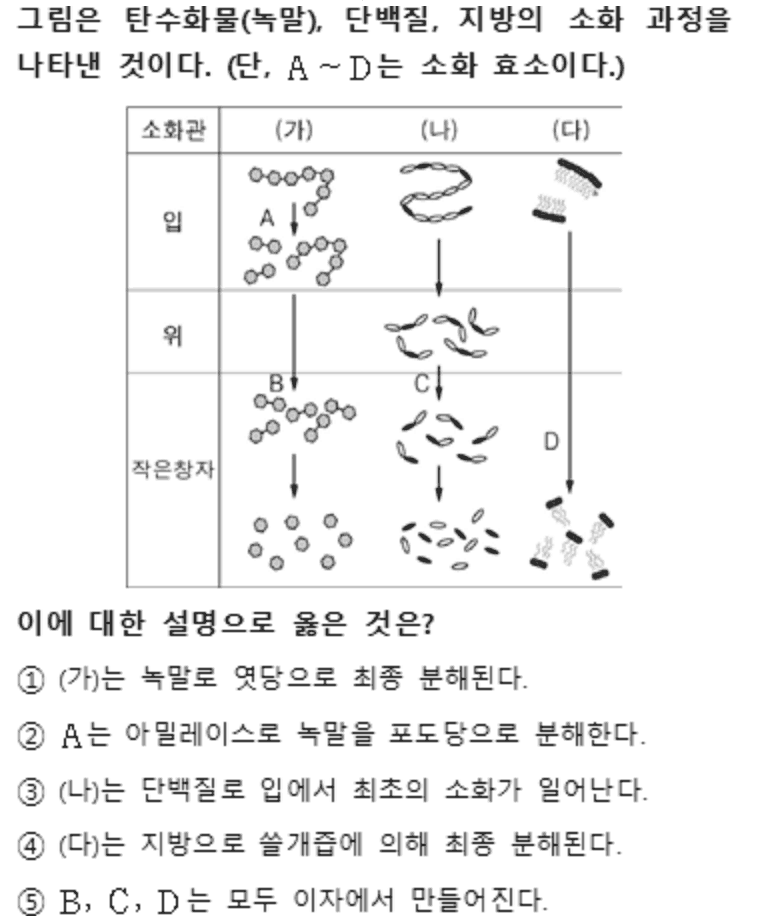 그림은 탄수화물(녹말), 단백질, 지방의 소화 과정을
나타낸 것이다. (단, A ~ D는 소화 효소이다.)
소화관 (가) (나) (다)
입
A
위
B
C
작은창자
D
이에 대한 설명으로 옳은 것은?
① (가)는 녹말로 엿당으로 최종 분해된다.
② A는 아밀레이스로 녹말을 포도당으로 분해한다.
③ (나)는 단백질로 입에서 최초의 소화가 일어난다.
④ (다)는 지방으로 쓸개즙에 의해 최종 분해된다.
⑤ B, C, D는 모두 이자에서 만들어진다.